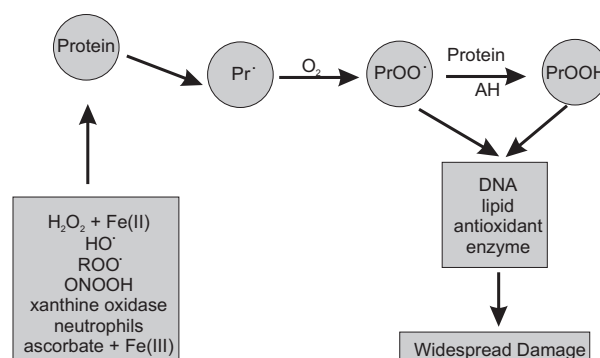 Protein
Pr·
O₂
PrOO·
Protein
AH
PrOOH
H₂O₂ + Fe(II)
HO·
ROO·
ONOOH
xanthine oxidase
neutrophils
ascorbate + Fe(III)
DNA
lipid
antioxidant
enzyme
Widespread Damage